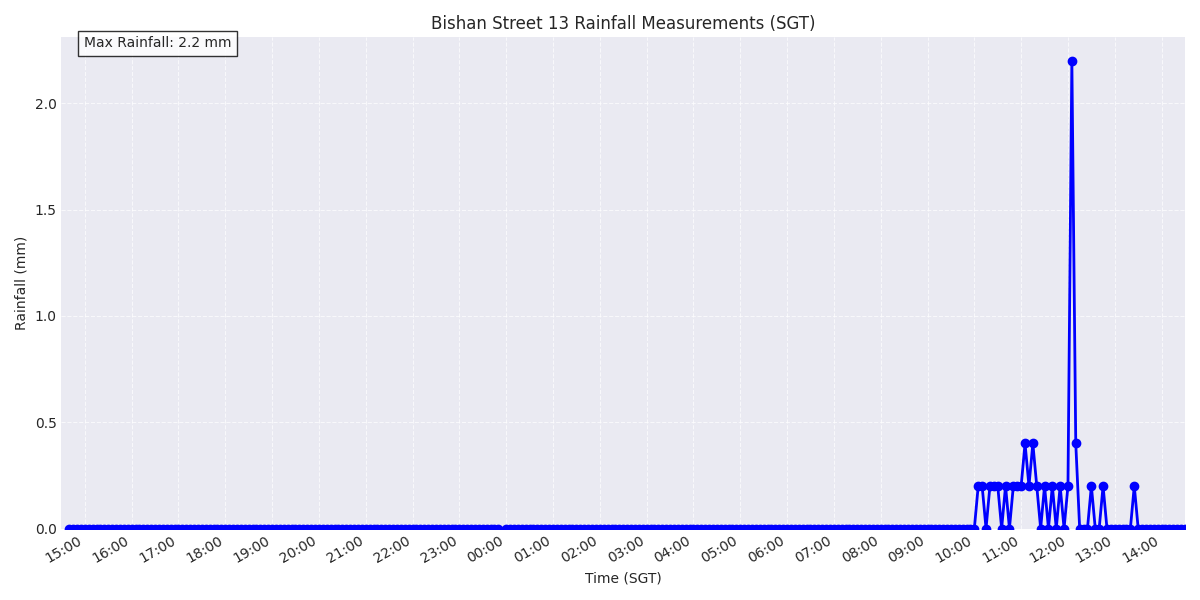 Bishan Street 13 Rainfall Measurements (SGT)
Max Rainfall: 2.2 mm
Rainfall (mm)
2.0
1.5
1.0
0.5
0.0
15:00 16:00 17:00 18:00 19:00 20:00 21:00 22:00 23:00 00:00 01:00 02:00 03:00 04:00 05:00 06:00 07:00 08:00 09:00 10:00 11:00 12:00 13:00 14:00
Time (SGT)